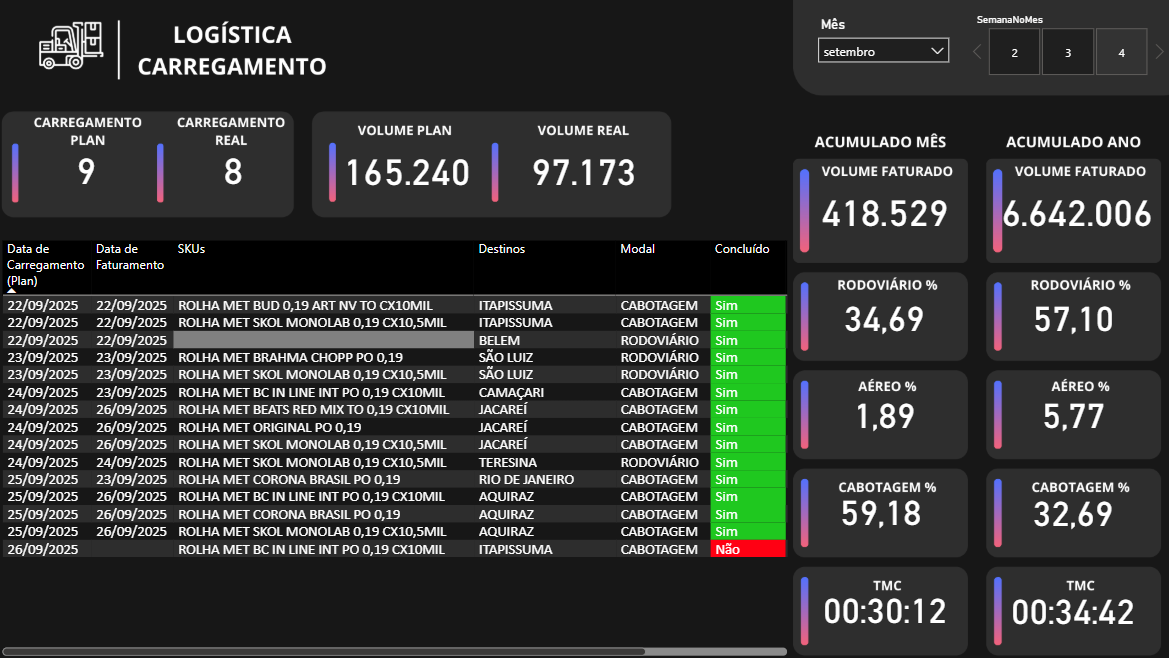 LOGÍSTICA
CARREGAMENTO
Mês
setembro
SemanaNoMes
2 3 4
CARREGAMENTO PLAN
9
CARREGAMENTO REAL
8
VOLUME PLAN
165.240
VOLUME REAL
97.173
Data de Carregamento (Plan) Data de Faturamento SKUs Destinos Modal Concluído
22/09/2025 22/09/2025 ROLHA MET BUD 0,19 ART NV TO CX10MIL ITAPISSUMA CABOTAGEM Sim
22/09/2025 22/09/2025 ROLHA MET SKOL MONOLAB 0,19 CX10,5MIL ITAPISSUMA CABOTAGEM Sim
22/09/2025 22/09/2025 BELEM RODOVIÁRIO Sim
23/09/2025 23/09/2025 ROLHA MET BRAHMA CHOPP PO 0,19 SÃO LUIZ RODOVIÁRIO Sim
23/09/2025 23/09/2025 ROLHA MET SKOL MONOLAB 0,19 CX10,5MIL SÃO LUIZ RODOVIÁRIO Sim
24/09/2025 23/09/2025 ROLHA MET BC IN LINE INT PO 0,19 CX10MIL CAMAÇARI CABOTAGEM Sim
24/09/2025 26/09/2025 ROLHA MET BEATS RED MIX TO 0,19 CX10MIL JACAREÍ CABOTAGEM Sim
24/09/2025 26/09/2025 ROLHA MET ORIGINAL PO 0,19 JACAREÍ CABOTAGEM Sim
24/09/2025 26/09/2025 ROLHA MET SKOL MONOLAB 0,19 CX10,5MIL JACAREÍ CABOTAGEM Sim
24/09/2025 24/09/2025 ROLHA MET SKOL MONOLAB 0,19 CX10,5MIL TERESINA RODOVIÁRIO Sim
25/09/2025 23/09/2025 ROLHA MET CORONA BRASIL PO 0,19 RIO DE JANEIRO CABOTAGEM Sim
25/09/2025 26/09/2025 ROLHA MET BC IN LINE INT PO 0,19 CX10MIL AQUIRAZ CABOTAGEM Sim
25/09/2025 26/09/2025 ROLHA MET CORONA BRASIL PO 0,19 AQUIRAZ CABOTAGEM Sim
25/09/2025 26/09/2025 ROLHA MET SKOL MONOLAB 0,19 CX10,5MIL AQUIRAZ CABOTAGEM Sim
26/09/2025 ROLHA MET BC IN LINE INT PO 0,19 CX10MIL ITAPISSUMA CABOTAGEM Não
ACUMULADO MÊS
VOLUME FATURADO
418.529
RODOVIÁRIO %
34,69
AÉREO %
1,89
CABOTAGEM %
59,18
TMC
00:30:12
ACUMULADO ANO
VOLUME FATURADO
6.642.006
RODOVIÁRIO %
57,10
AÉREO %
5,77
CABOTAGEM %
32,69
TMC
00:34:42